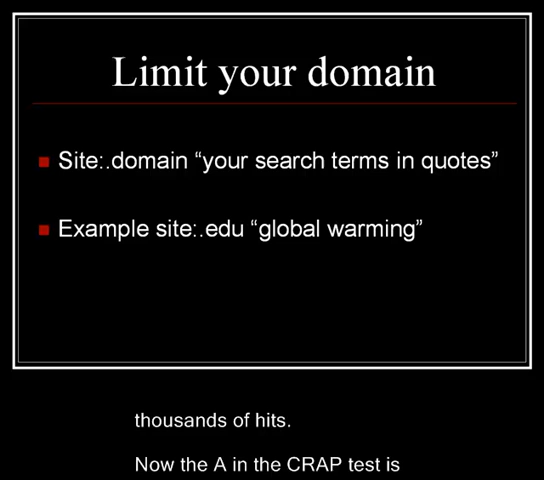 Limit your domain
Site:.domain “your search terms in quotes”
Example site:.edu “global warming”
thousands of hits.
Now the A in the CRAP test is